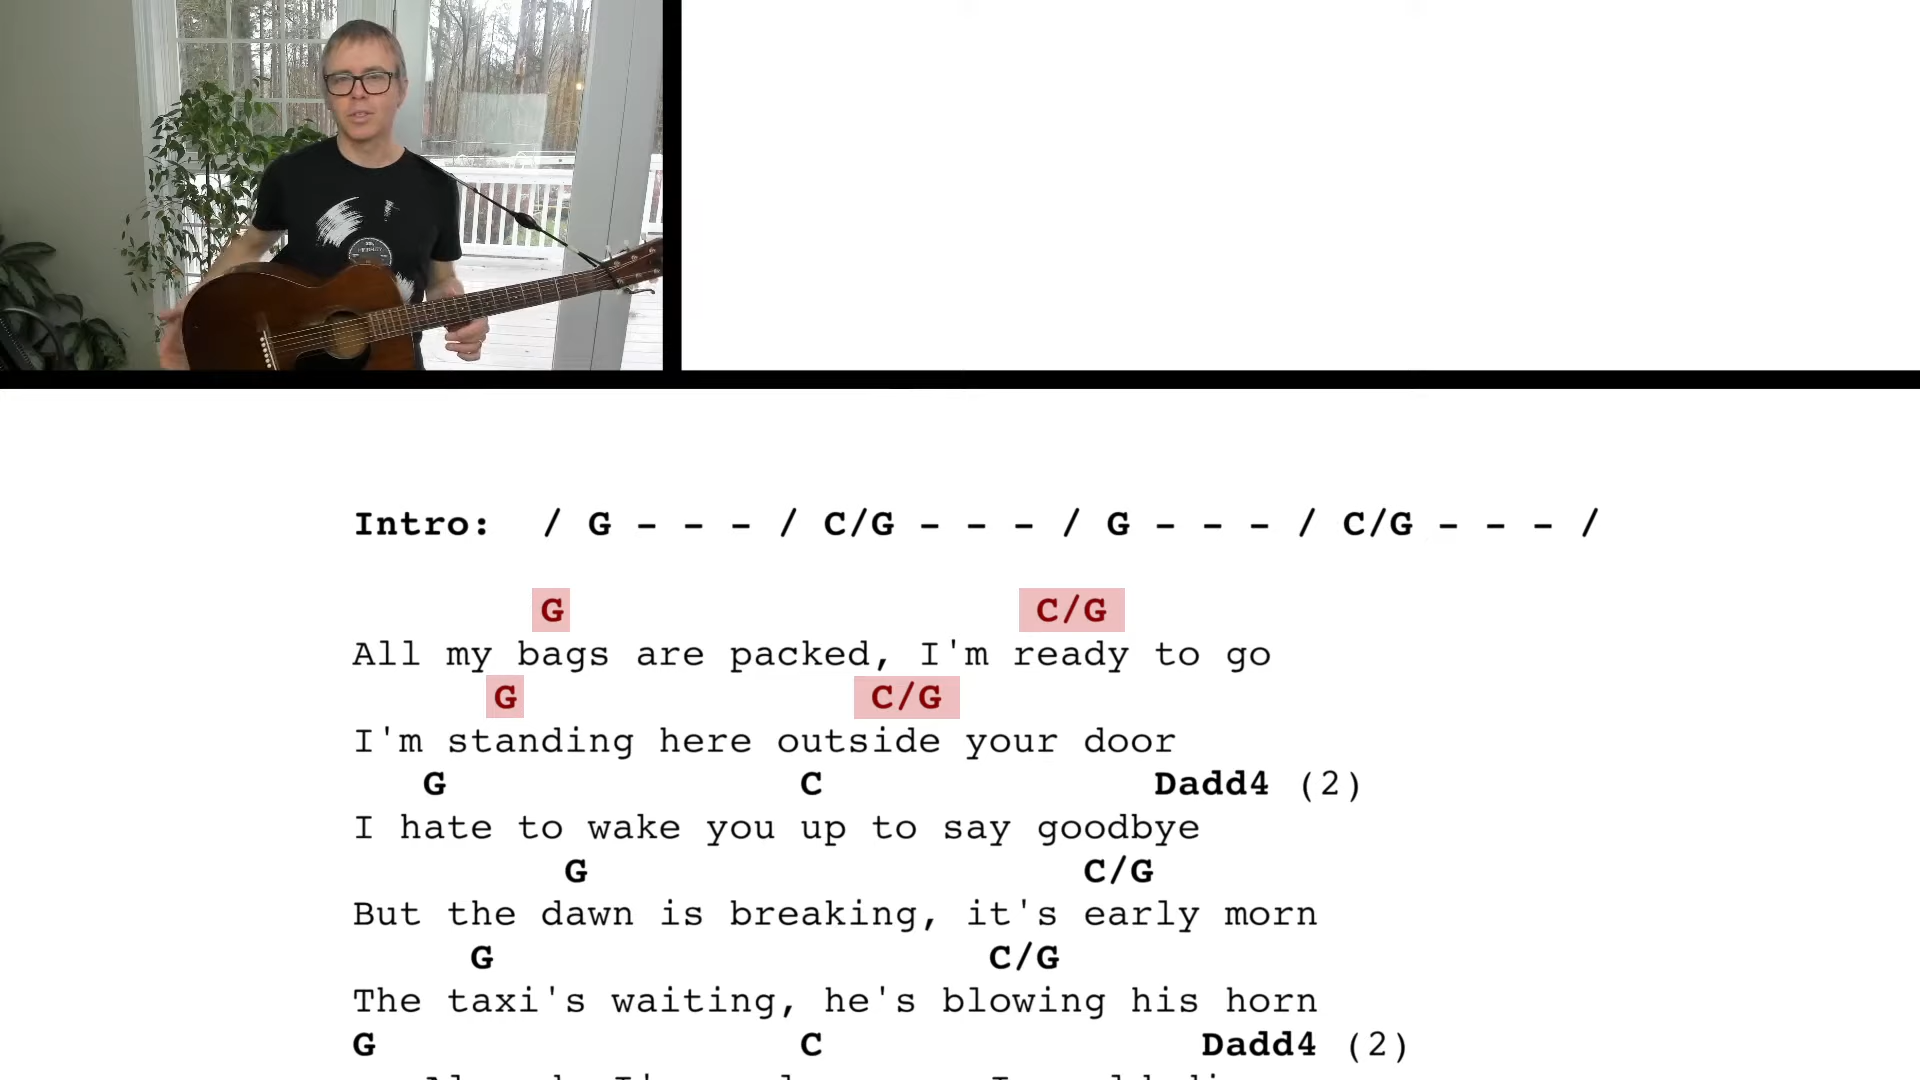 Intro: / G - - - / C/G - - - / G - - - / C/G - - - /
G C/G
All my bags are packed, I'm ready to go
G C/G
I'm standing here outside your door
G C Dadd4 (2)
I hate to wake you up to say goodbye
G C/G
But the dawn is breaking, it's early morn
G C/G
The taxi's waiting, he's blowing his horn
G C Dadd4 (2)